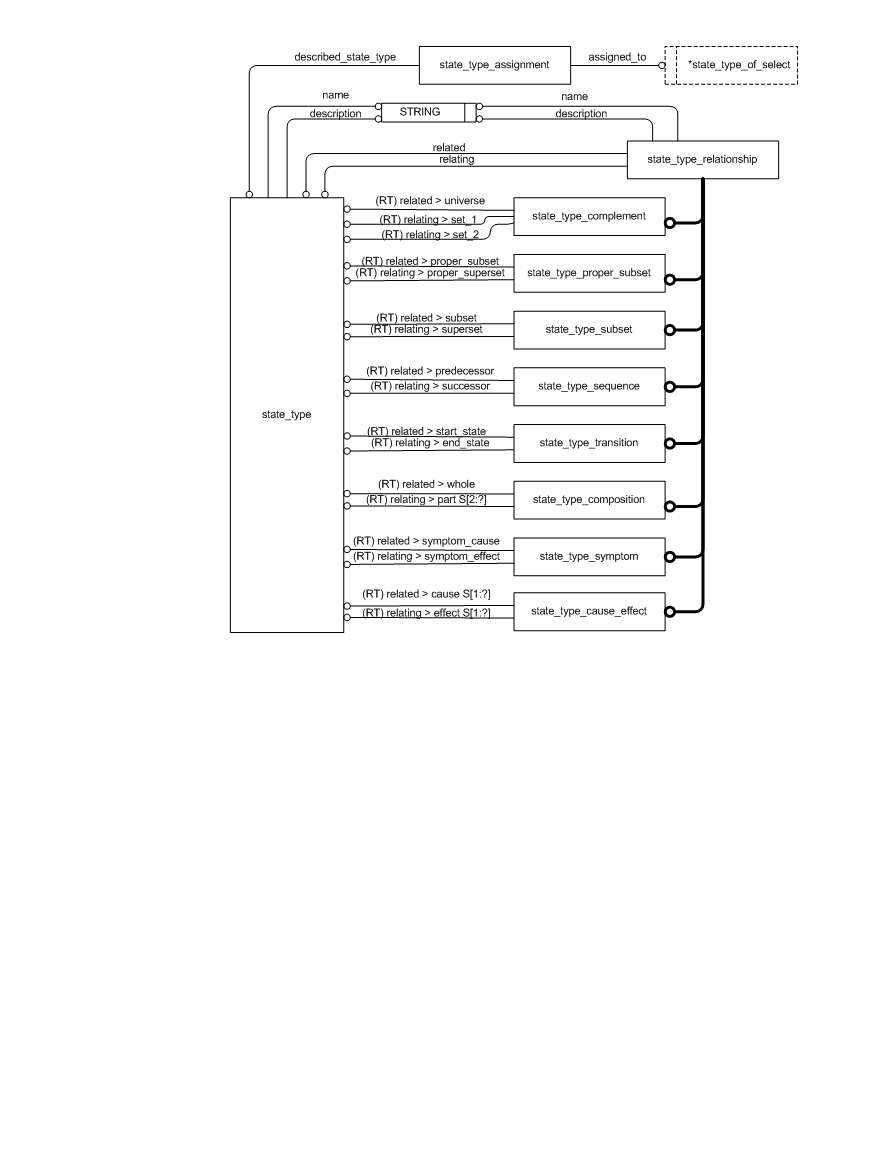 described_state_type
state_type_assignment
assigned_to
*state_type_of_select
name
STRING
name
description
description
related
relating
state_type_relationship
(RT) related > universe
(RT) relating > set_1
(RT) relating > set_2
state_type_complement
(RT) related > proper_subset
(RT) relating > proper_superset
state_type_proper_subset
(RT) related > subset
(RT) relating > superset
state_type_subset
(RT) related > predecessor
(RT) relating > successor
state_type_sequence
state_type
(RT) related > start_state
(RT) relating > end_state
state_type_transition
(RT) related > whole
(RT) relating > part S[2:?]
state_type_composition
(RT) related > symptom_cause
(RT) relating > symptom_effect
state_type_symptom
(RT) related > cause S[1:?]
(RT) relating > effect S[1:?]
state_type_cause_effect